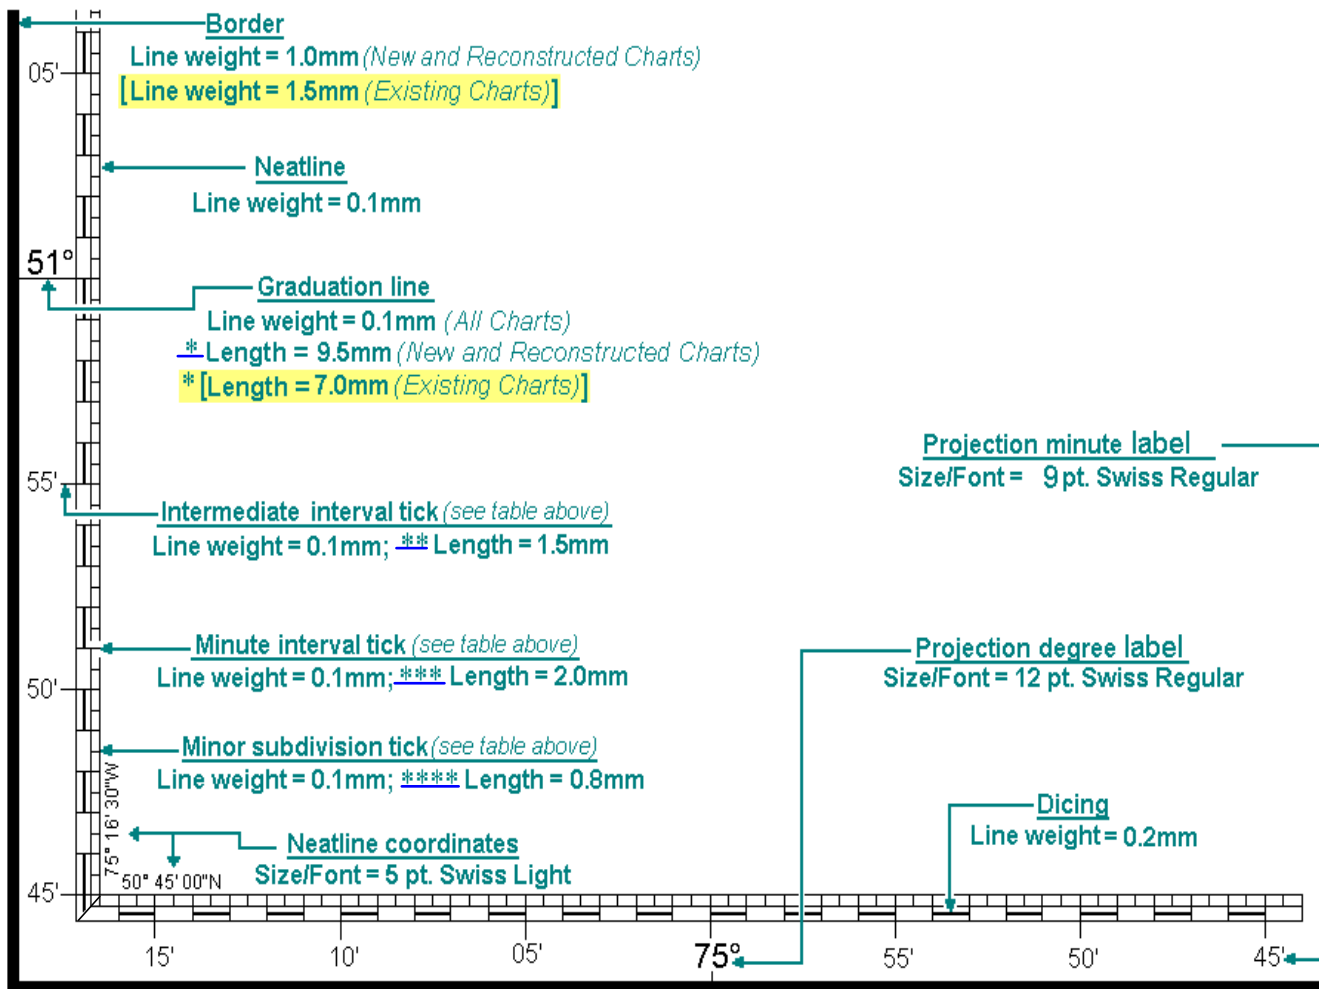 Border
Line weight = 1.0mm (New and Reconstructed Charts)
05'
[Line weight = 1.5mm (Existing Charts)]
Neatline
Line weight = 0.1mm
51°
Graduation line
Line weight = 0.1mm (All Charts)
* Length = 9.5mm (New and Reconstructed Charts)
* [Length = 7.0mm (Existing Charts)]
Projection minute label
Size/Font = 9 pt. Swiss Regular
55'
Intermediate interval tick (see table above)
Line weight = 0.1mm; ** Length = 1.5mm
Minute interval tick (see table above)
Line weight = 0.1mm; *** Length = 2.0mm
Projection degree label
Size/Font = 12 pt. Swiss Regular
50'
Minor subdivision tick (see table above)
Line weight = 0.1mm; **** Length = 0.8mm
75° 16' 30"W
Dicing
Line weight = 0.2mm
Neatline coordinates
Size/Font = 5 pt. Swiss Light
50° 45' 00"N
45'
15' 10' 05' 75° 55' 50' 45'